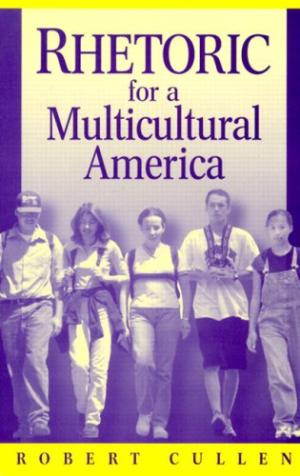 RHETORIC
for a
Multicultural
America
ROBERT CULLEN